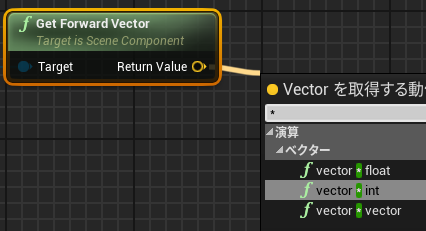 Get Forward Vector
Target is Scene Component
Target
Return Value
Vector を取得する動
*
演算
ベクター
vector * float
vector * int
vector * vector